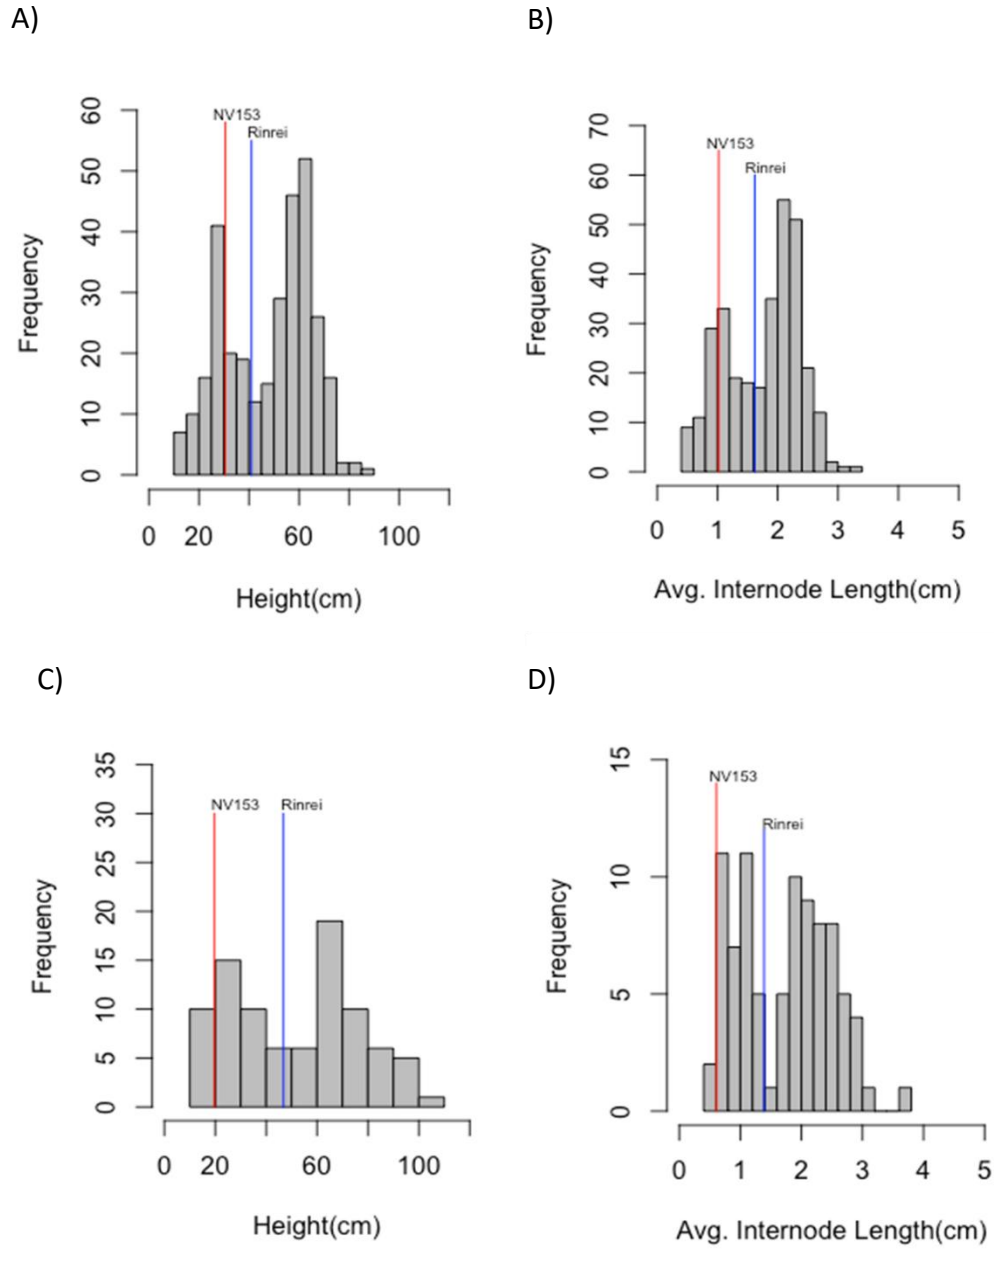 A)
B)
60
50
40
30
20
10
0
Frequency
NV153
Rinrei
0 20 60 100
Height(cm)
70
60
50
40
30
20
10
0
Frequency
NV153
Rinrei
0 1 2 3 4 5
Avg. Internode Length(cm)
C)
D)
35
30
25
20
15
10
5
0
Frequency
NV153
Rinrei
0 20 60 100
Height(cm)
15
10
5
0
Frequency
NV153
Rinrei
0 1 2 3 4 5
Avg. Internode Length(cm)